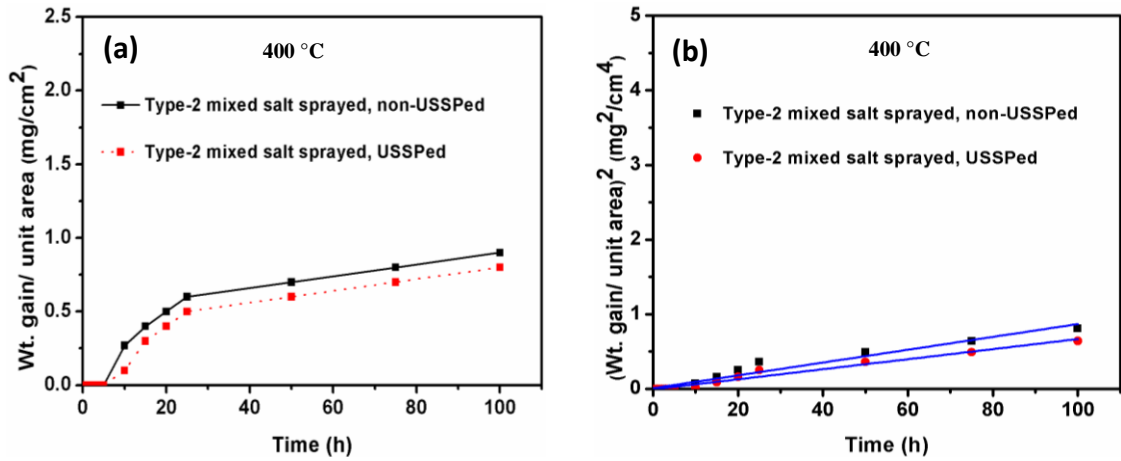 (a)
400 °C
Type-2 mixed salt sprayed, non-USSPed
Type-2 mixed salt sprayed, USSPed
Wt. gain/ unit area (mg/cm²)
2.5
2.0
1.5
1.0
0.5
0.0
0 20 40 60 80 100
Time (h)
(b)
400 °C
Type-2 mixed salt sprayed, non-USSPed
Type-2 mixed salt sprayed, USSPed
(Wt. gain/ unit area)² (mg²/cm⁴)
5
4
3
2
1
0
0 20 40 60 80 100
Time (h)